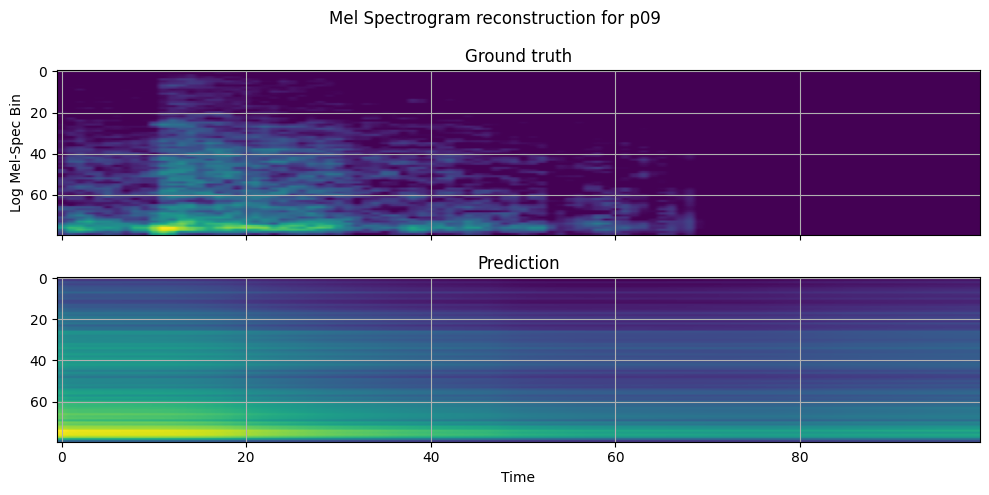 Mel Spectrogram reconstruction for p09
Ground truth
0
20
40
60
Log Mel-Spec Bin
Prediction
0
20
40
60
0 20 40 60 80
Time